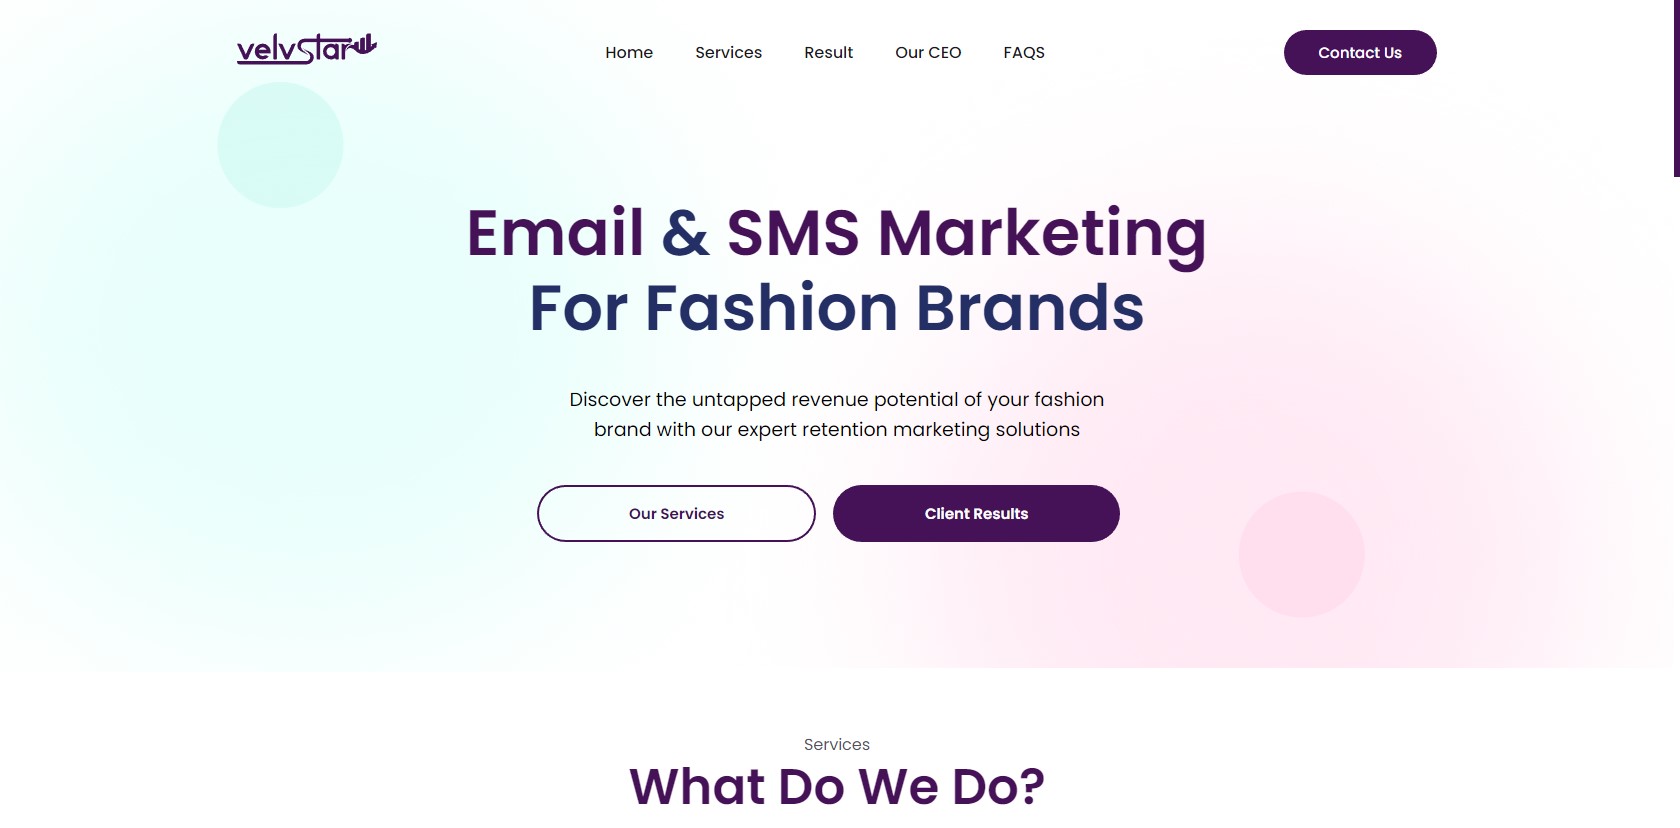 velvStar
Home Services Result Our CEO FAQS
Contact Us
Email & SMS Marketing
For Fashion Brands
Discover the untapped revenue potential of your fashion
brand with our expert retention marketing solutions
Our Services
Client Results
Services
What Do We Do?